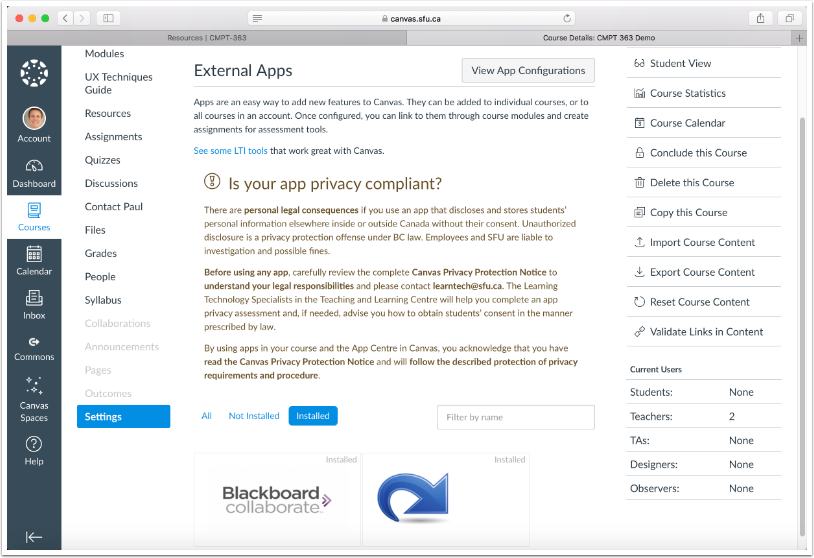 canvas.sfu.ca
Resources | CMPT-363
Course Details: CMPT 363 Demo
Account
Dashboard
Courses
Calendar
Inbox
Commons
Canvas
Spaces
Help
Modules
UX Techniques
Guide
Resources
Assignments
Quizzes
Discussions
Contact Paul
Files
Grades
People
Syllabus
Collaborations
Announcements
Pages
Outcomes
Settings
External Apps
View App Configurations
Apps are an easy way to add new features to Canvas. They can be added to individual courses, or to
all courses in an account. Once configured, you can link to them through course modules and create
assignments for assessment tools.
See some LTI tools that work great with Canvas.
Is your app privacy compliant?
There are personal legal consequences if you use an app that discloses and stores students'
personal information elsewhere inside or outside Canada without their consent. Unauthorized
disclosure is a privacy protection offense under BC law. Employees and SFU are liable to
investigation and possible fines.
Before using any app, carefully review the complete Canvas Privacy Protection Notice to
understand your legal responsibilities and please contact learntech@sfu.ca. The Learning
Technology Specialists in the Teaching and Learning Centre will help you complete an app
privacy assessment and, if needed, advise you how to obtain students' consent in the manner
prescribed by law.
By using apps in your course and the App Centre in Canvas, you acknowledge that you have
read the Canvas Privacy Protection Notice and will follow the described protection of privacy
requirements and procedure.
All
Not Installed
Installed
Filter by name
Installed
Blackboard
collaborate
Installed
Student View
Course Statistics
Course Calendar
Conclude this Course
Delete this Course
Copy this Course
Import Course Content
Export Course Content
Reset Course Content
Validate Links in Content
Current Users
Students: None
Teachers: 2
TAs: None
Designers: None
Observers: None